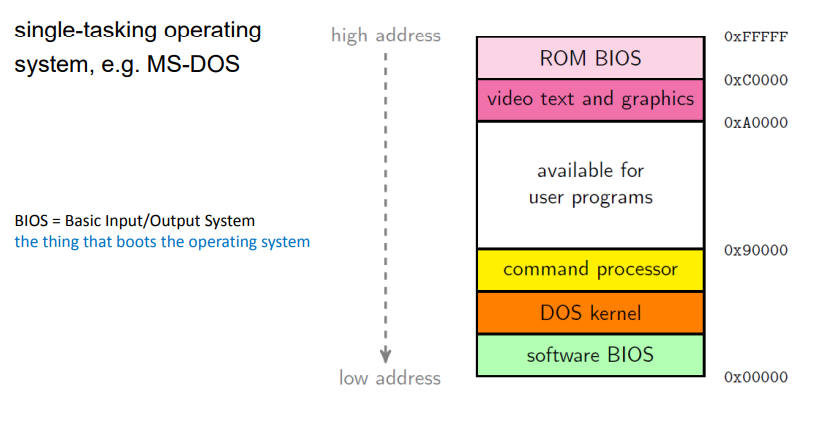 single-tasking operating
system, e.g. MS-DOS
BIOS = Basic Input/Output System
the thing that boots the operating system
high address
low address
ROM BIOS
video text and graphics
available for
user programs
command processor
DOS kernel
software BIOS
0xFFFFF
0xC0000
0xA0000
0x90000
0x00000